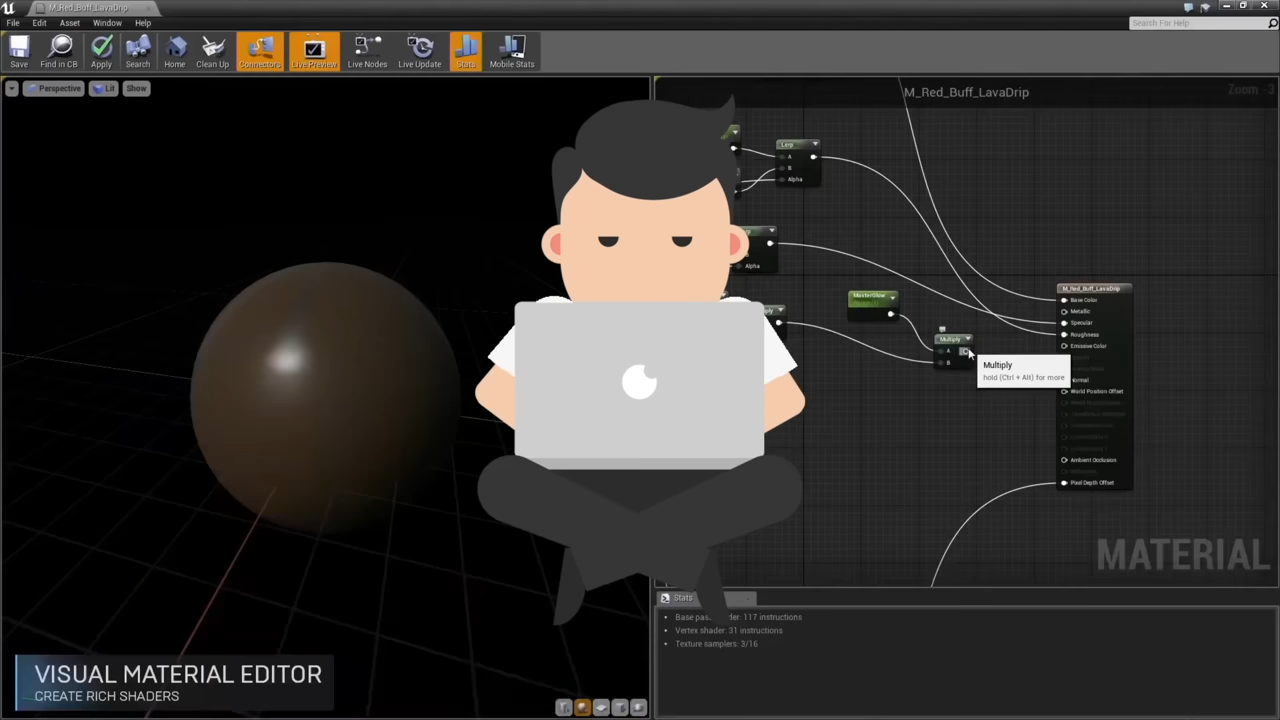 M_Red_Buff_LavaDrip
File Edit Asset Window Help
Search For Help
Save Find in CB Apply Search Home Clean Up Connectors Live Preview Live Nodes Live Update Stats Mobile Stats
Perspective Lit Show
M_Red_Buff_LavaDrip
Zoom -3
Lerp
A
B
Alpha
Alpha
MasterGlow
Multiply
A
B
Multiply
hold (Ctrl + Alt) for more
M_Red_Buff_LavaDrip
Base Color
Metallic
Specular
Roughness
Emissive Color
Normal
World Position Offset
Ambient Occlusion
Pixel Depth Offset
MATERIAL
Stats
Base pas der: 117 instructions
Vertex shader: 31 instructions
Texture samplers: 3/16
VISUAL MATERIAL EDITOR
CREATE RICH SHADERS